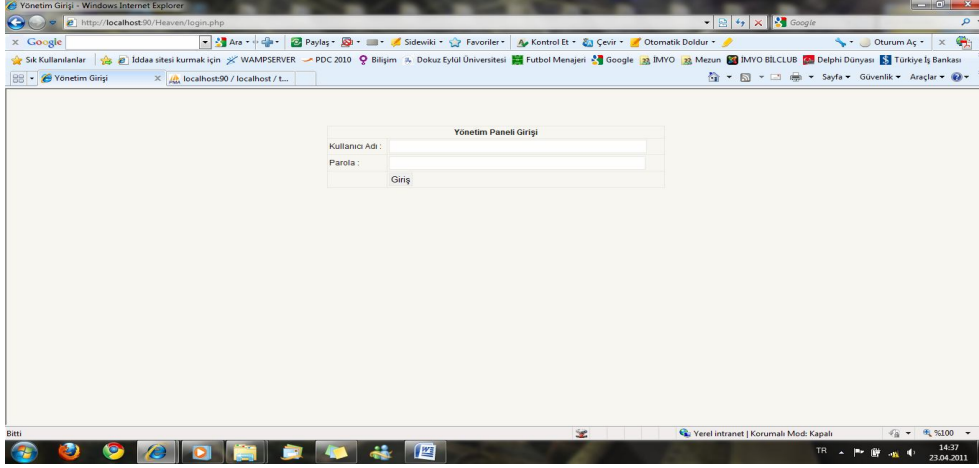 Yönetim Girişi - Windows Internet Explorer
http://localhost:90/Heaven/login.php
Google
x Google Ara Paylaş Sidewiki Favoriler Kontrol Et Çevir Otomatik Doldur Oturum Aç x
Sık Kullanılanlar İddaa sitesi kurmak için WAMPSERVER PDC 2010 Bilişim Dokuz Eylül Üniversitesi Futbol Menajeri Google İMYO Mezun İMYO BİLCLUB Delphi Dünyası Türkiye İş Bankası
Yönetim Girişi x localhost:90 / localhost / t... Sayfa Güvenlik Araçlar
Yönetim Paneli Girişi
Kullanıcı Adı :
Parola :
Giriş
Bitti Yerel intranet | Korumalı Mod: Kapalı %100
TR 14:37
23.04.2011